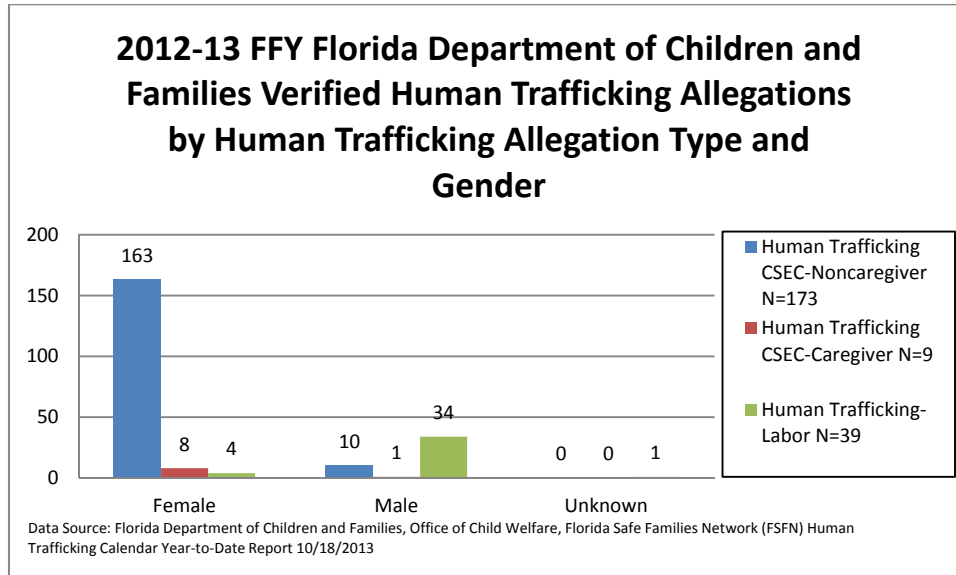 2012-13 FFY Florida Department of Children and
Families Verified Human Trafficking Allegations
by Human Trafficking Allegation Type and
Gender
200
150
100
50
0
163
8
4
10
1
34
0
0
1
Female
Male
Unknown
Human Trafficking
CSEC-Noncaregiver
N=173
Human Trafficking
CSEC-Caregiver N=9
Human Trafficking-
Labor N=39
Data Source: Florida Department of Children and Families, Office of Child Welfare, Florida Safe Families Network (FSFN) Human
Trafficking Calendar Year-to-Date Report 10/18/2013